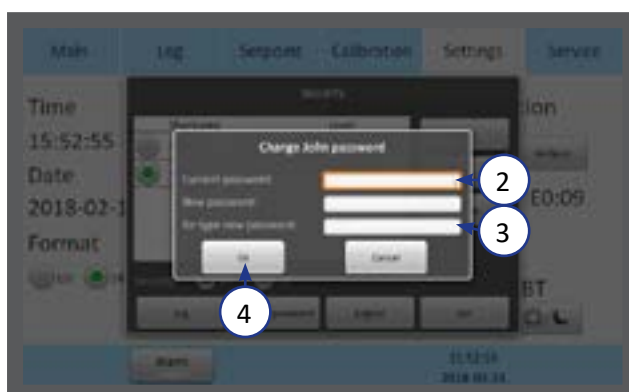 Main Log Setpoint Calibration Settings Service
Time
15:52:55
Date
2018-02-1
Format
Change John password
Current password
New password
Re-type new password
OK Cancel
2
3
4
E0:09
BT
Alarm